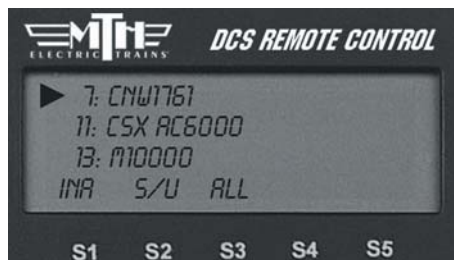 MTH
ELECTRIC TRAINS
DCS REMOTE CONTROL
7: CNW1761
11: CSX AC6000
13: M10000
INA S/U ALL
S1 S2 S3 S4 S5